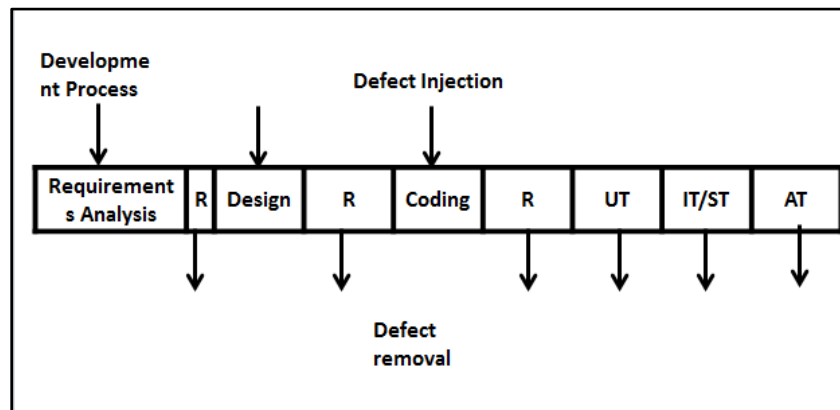 Developme
nt Process
Defect Injection
Requirement
s Analysis
R
Design
R
Coding
R
UT
IT/ST
AT
Defect
removal